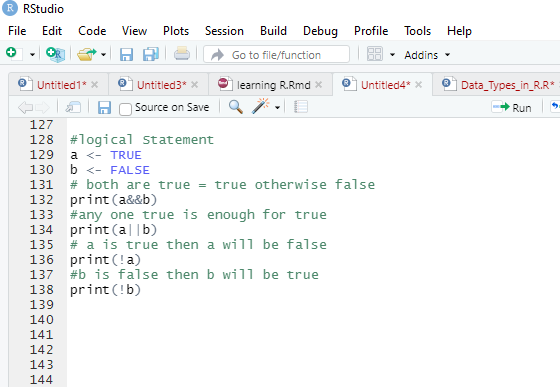 RStudio
File Edit Code View Plots Session Build Debug Profile Tools Help
Go to file/function Addins
Untitled1* Untitled3* learning R.Rmd Untitled4* Data_Types_in_R.R*
Source on Save Run
127
128 #logical Statement
129 a <- TRUE
130 b <- FALSE
131 # both are true = true otherwise false
132 print(a&&b)
133 #any one true is enough for true
134 print(a||b)
135 # a is true then a will be false
136 print(!a)
137 #b is false then b will be true
138 print(!b)
139
140
141
142
143
144